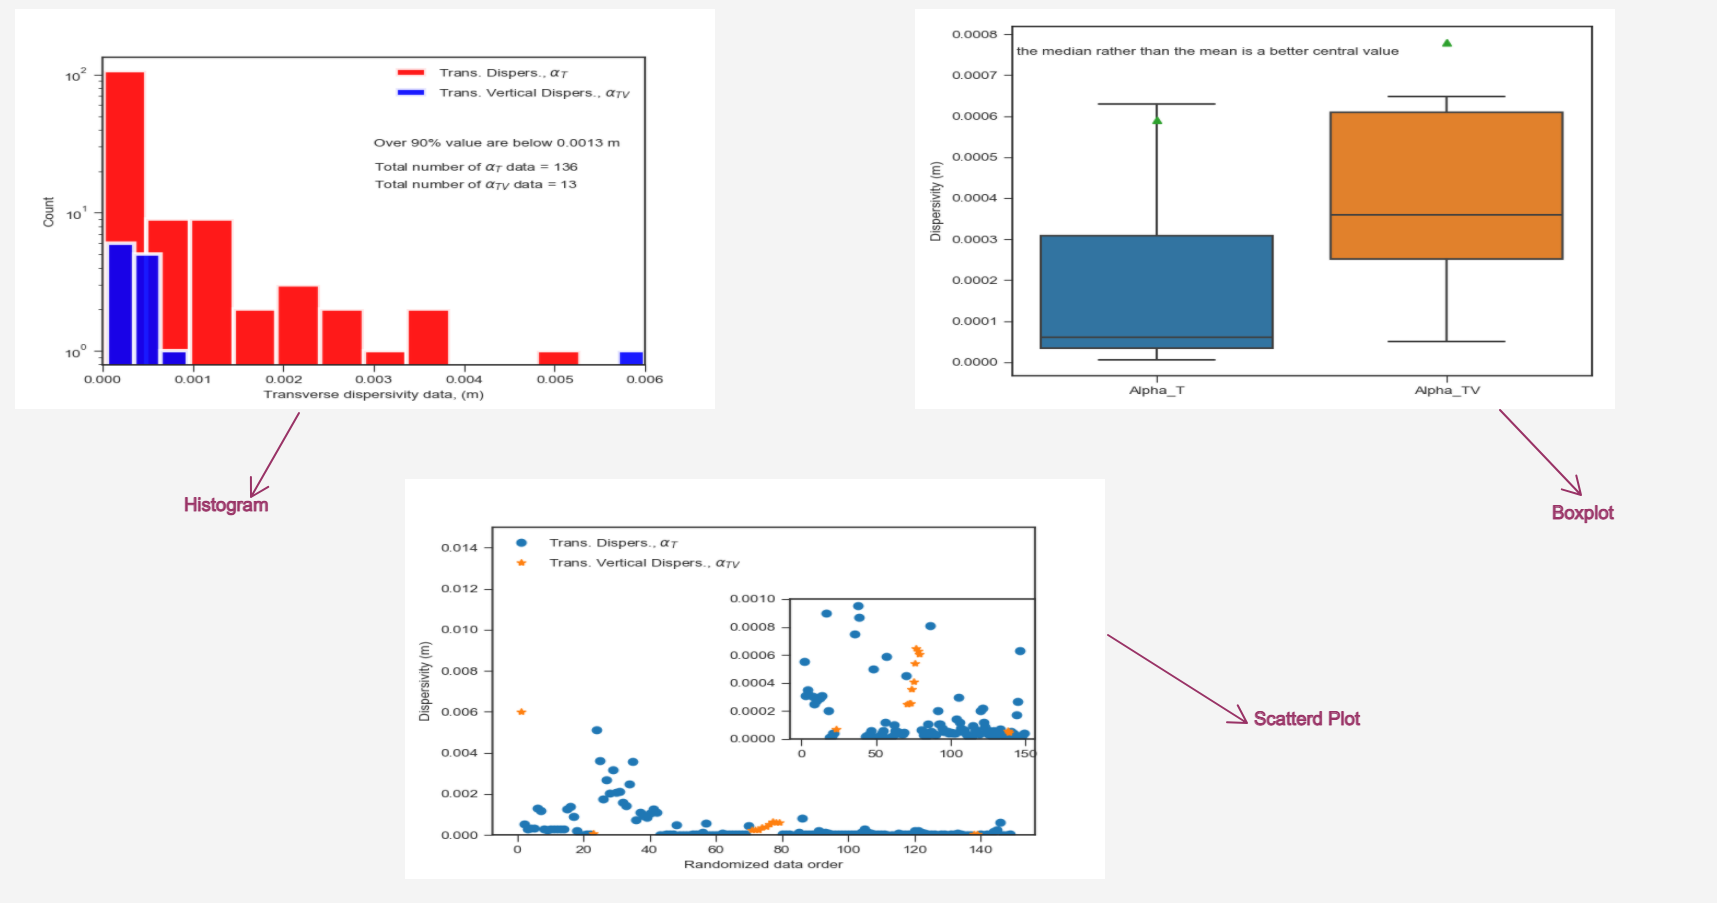 10²
10¹
10⁰
Count
Trans. Dispers., α_T
Trans. Vertical Dispers., α_TV
Over 90% value are below 0.0013 m
Total number of α_T data = 136
Total number of α_TV data = 13
0.000 0.001 0.002 0.003 0.004 0.005 0.006
Transverse dispersivity data, (m)
Histogram
0.0008
0.0007
0.0006
0.0005
0.0004
0.0003
0.0002
0.0001
0.0000
Dispersivity (m)
the median rather than the mean is a better central value
Alpha_T Alpha_TV
Boxplot
0.014
0.012
0.010
0.008
0.006
0.004
0.002
0.000
Dispersivity (m)
Trans. Dispers., α_T
Trans. Vertical Dispers., α_TV
0.0010
0.0008
0.0006
0.0004
0.0002
0.0000
0 50 100 150
0 20 40 60 80 100 120 140
Randomized data order
Scatterd Plot